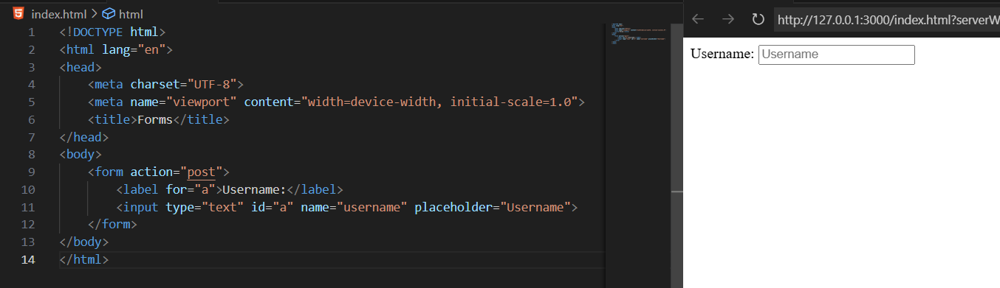 index.html > html
1 <!DOCTYPE html>
2 <html lang="en">
3 <head>
4     <meta charset="UTF-8">
5     <meta name="viewport" content="width=device-width, initial-scale=1.0">
6     <title>Forms</title>
7 </head>
8 <body>
9     <form action="post">
10         <label for="a">Username:</label>
11         <input type="text" id="a" name="username" placeholder="Username">
12     </form>
13 </body>
14 </html>
http://127.0.0.1:3000/index.html?serverW
Username: Username